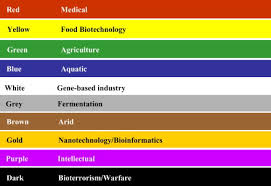 Red Medical
Yellow Food Biotechnology
Green Agriculture
Blue Aquatic
White Gene-based industry
Grey Fermentation
Brown Arid
Gold Nanotechnology/Bioinformatics
Purple Intellectual
Dark Bioterrorism/Warfare